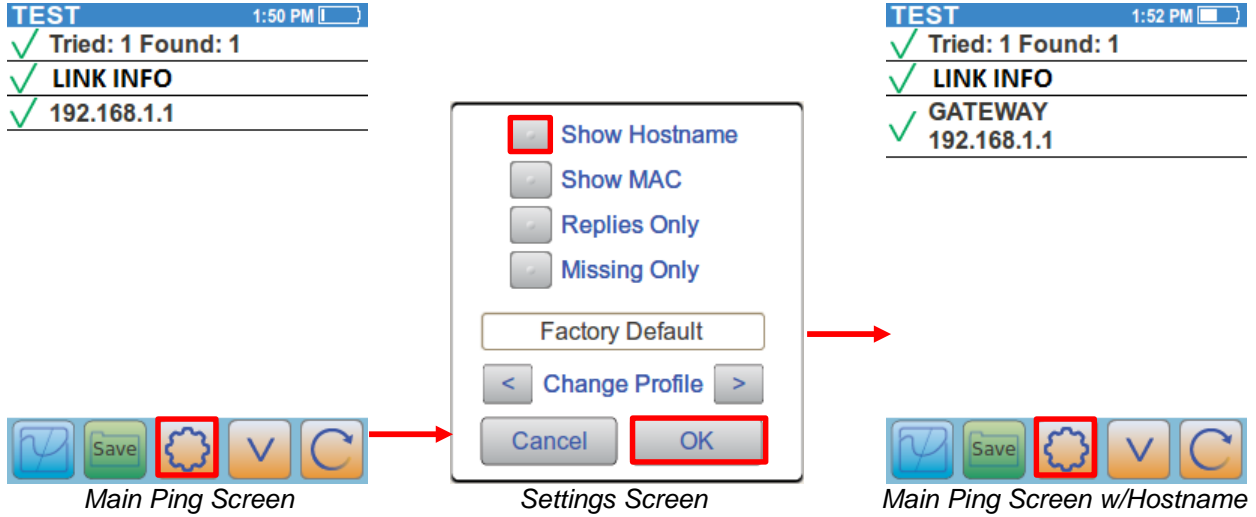 TEST 1:50 PM
Tried: 1 Found: 1
LINK INFO
192.168.1.1
Save
Main Ping Screen
Show Hostname
Show MAC
Replies Only
Missing Only
Factory Default
< Change Profile >
Cancel OK
Settings Screen
TEST 1:52 PM
Tried: 1 Found: 1
LINK INFO
GATEWAY
192.168.1.1
Save
Main Ping Screen w/Hostname